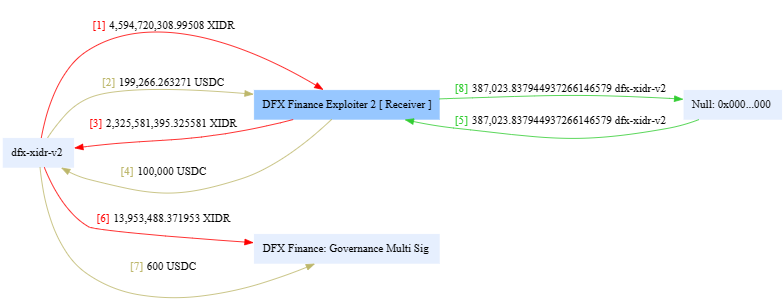 [1] 4,594,720,308.99508 XIDR
[2] 199,266.263271 USDC
[8] 387,023.837944937266146579 dfx-xidr-v2
DFX Finance Exploiter 2 [ Receiver ]
Null: 0x000...000
[3] 2,325,581,395.325581 XIDR
[5] 387,023.837944937266146579 dfx-xidr-v2
dfx-xidr-v2
[4] 100,000 USDC
[6] 13,953,488.371953 XIDR
DFX Finance: Governance Multi Sig
[7] 600 USDC